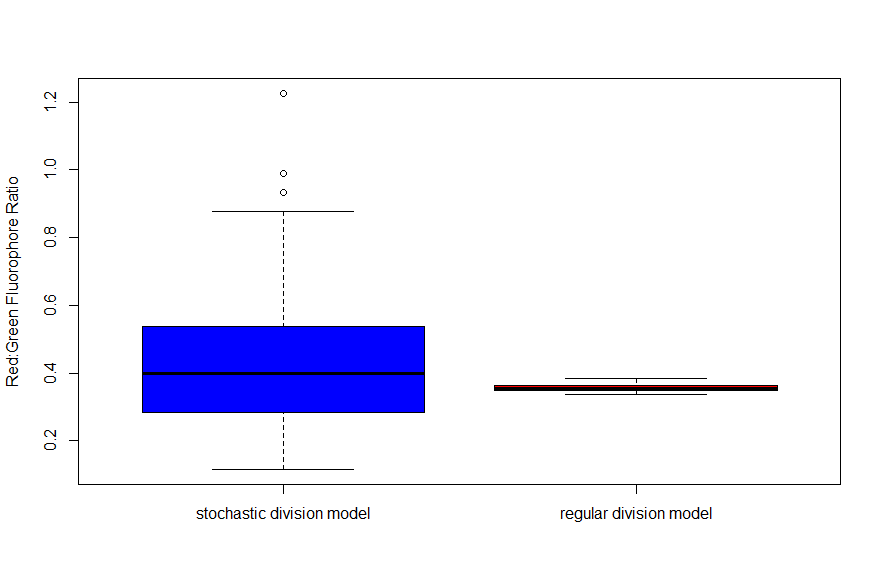 Red:Green Fluorophore Ratio
1.2
1.0
0.8
0.6
0.4
0.2
stochastic division model
regular division model